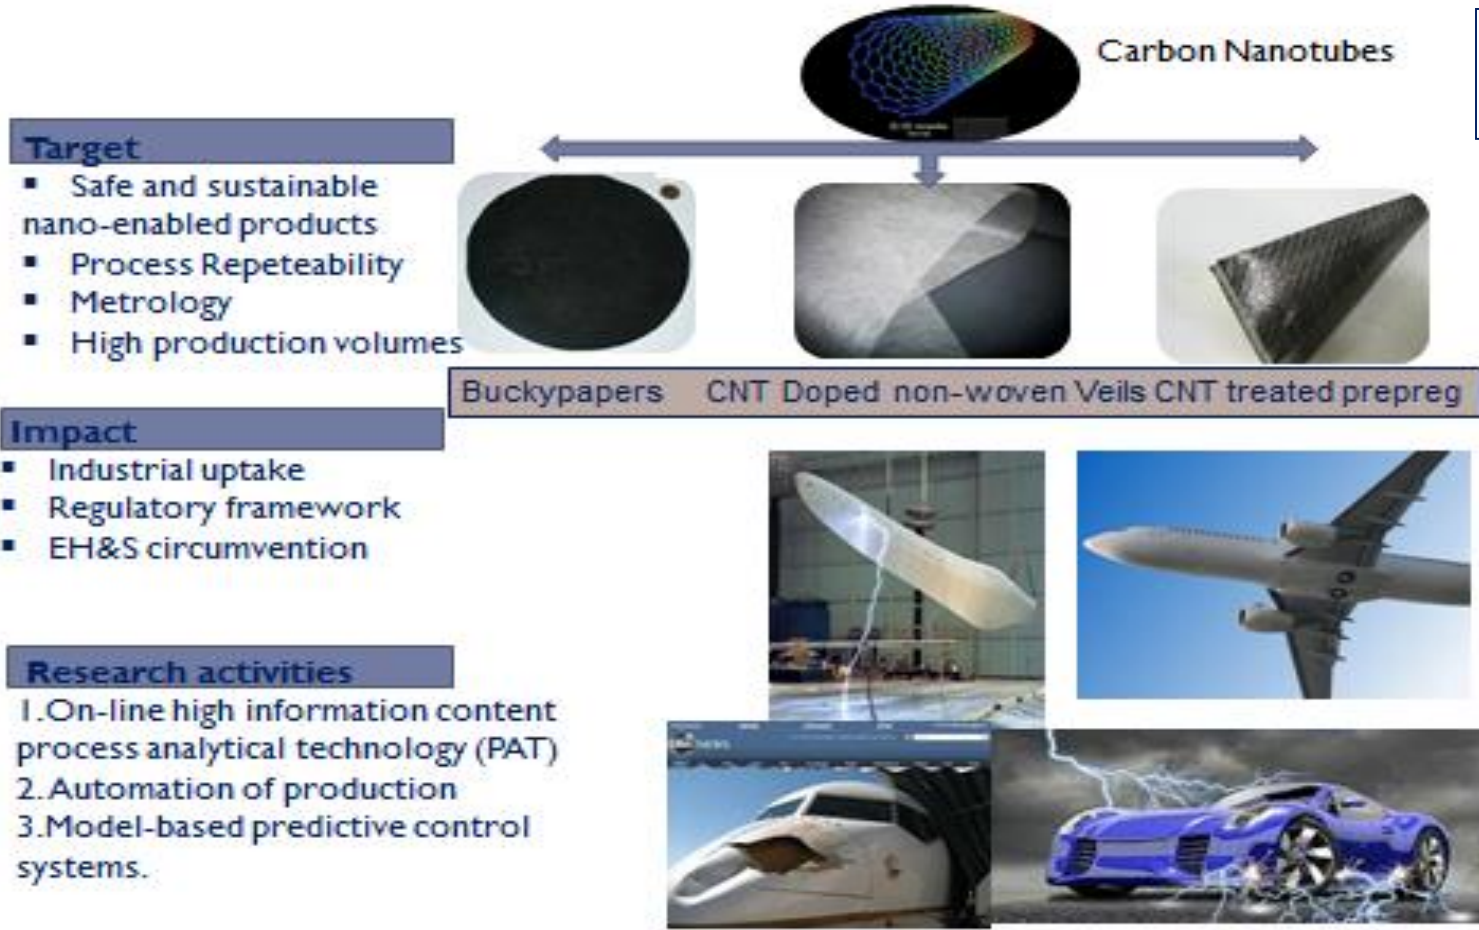 Carbon Nanotubes
Target
▪ Safe and sustainable
nano-enabled products
▪ Process Repeteability
▪ Metrology
▪ High production volumes
Buckypapers CNT Doped non-woven Veils CNT treated prepreg
Impact
▪ Industrial uptake
▪ Regulatory framework
▪ EH&S circumvention
Research activities
1.On-line high information content
process analytical technology (PAT)
2.Automation of production
3.Model-based predictive control
systems.